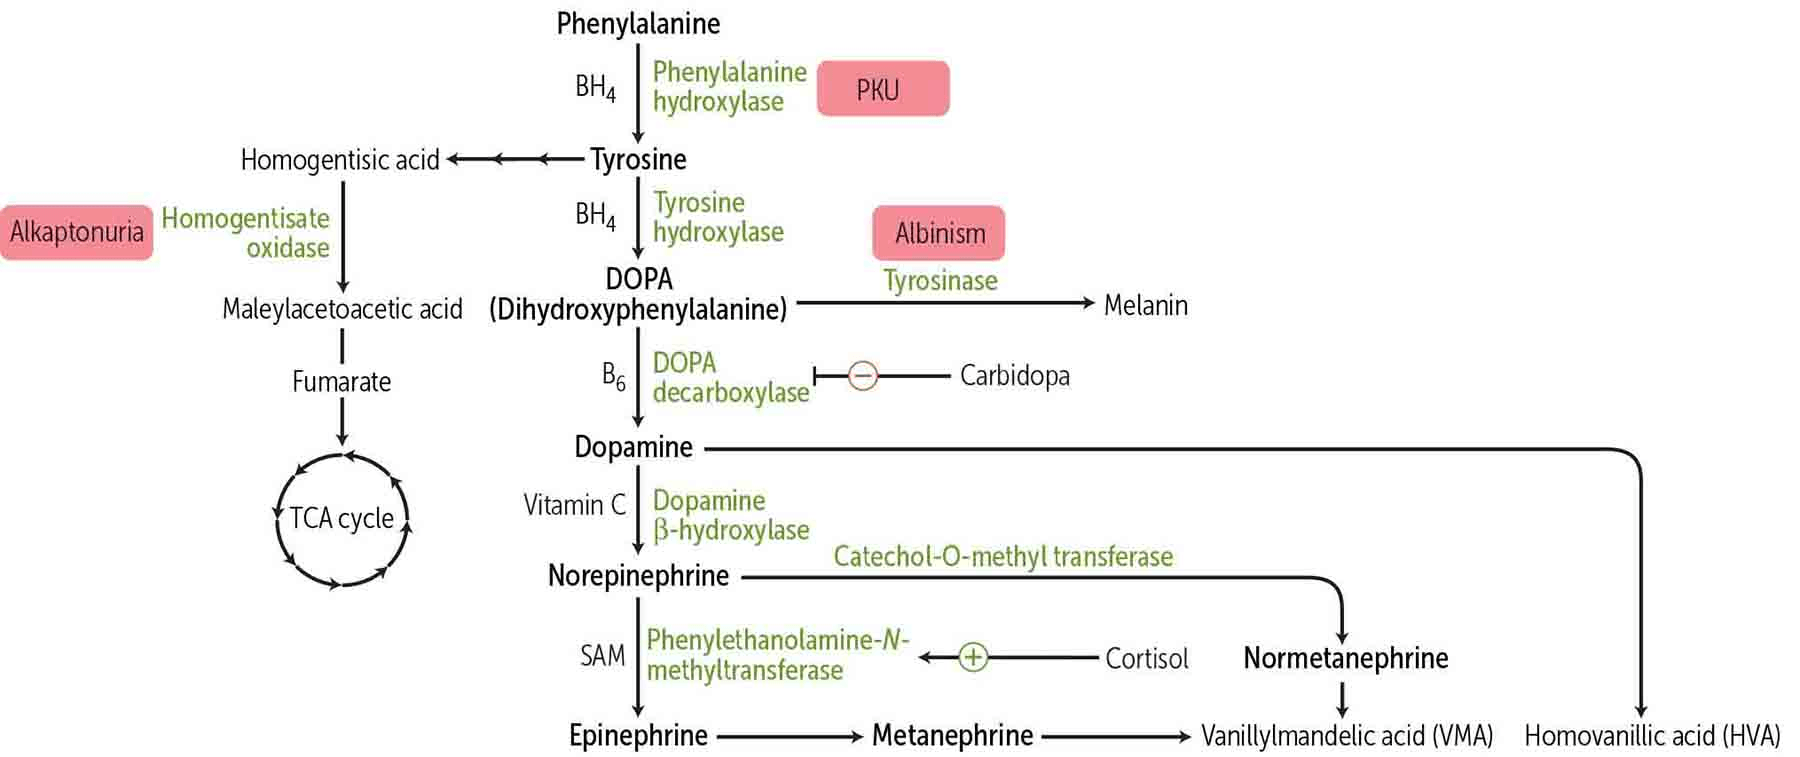 Phenylalanine
BH4
Phenylalanine
hydroxylase
PKU
Homogentisic acid
Tyrosine
Alkaptonuria
Homogentisate
oxidase
BH4
Tyrosine
hydroxylase
Albinism
Tyrosinase
DOPA
(Dihydroxyphenylalanine)
Maleylacetoacetic acid
Melanin
Fumarate
B6
DOPA
decarboxylase
−
Carbidopa
Dopamine
TCA cycle
Vitamin C
Dopamine
β-hydroxylase
Catechol-O-methyl transferase
Norepinephrine
SAM
Phenylethanolamine-N-
methyltransferase
+
Cortisol
Normetanephrine
Epinephrine
Metanephrine
Vanillylmandelic acid (VMA)
Homovanillic acid (HVA)